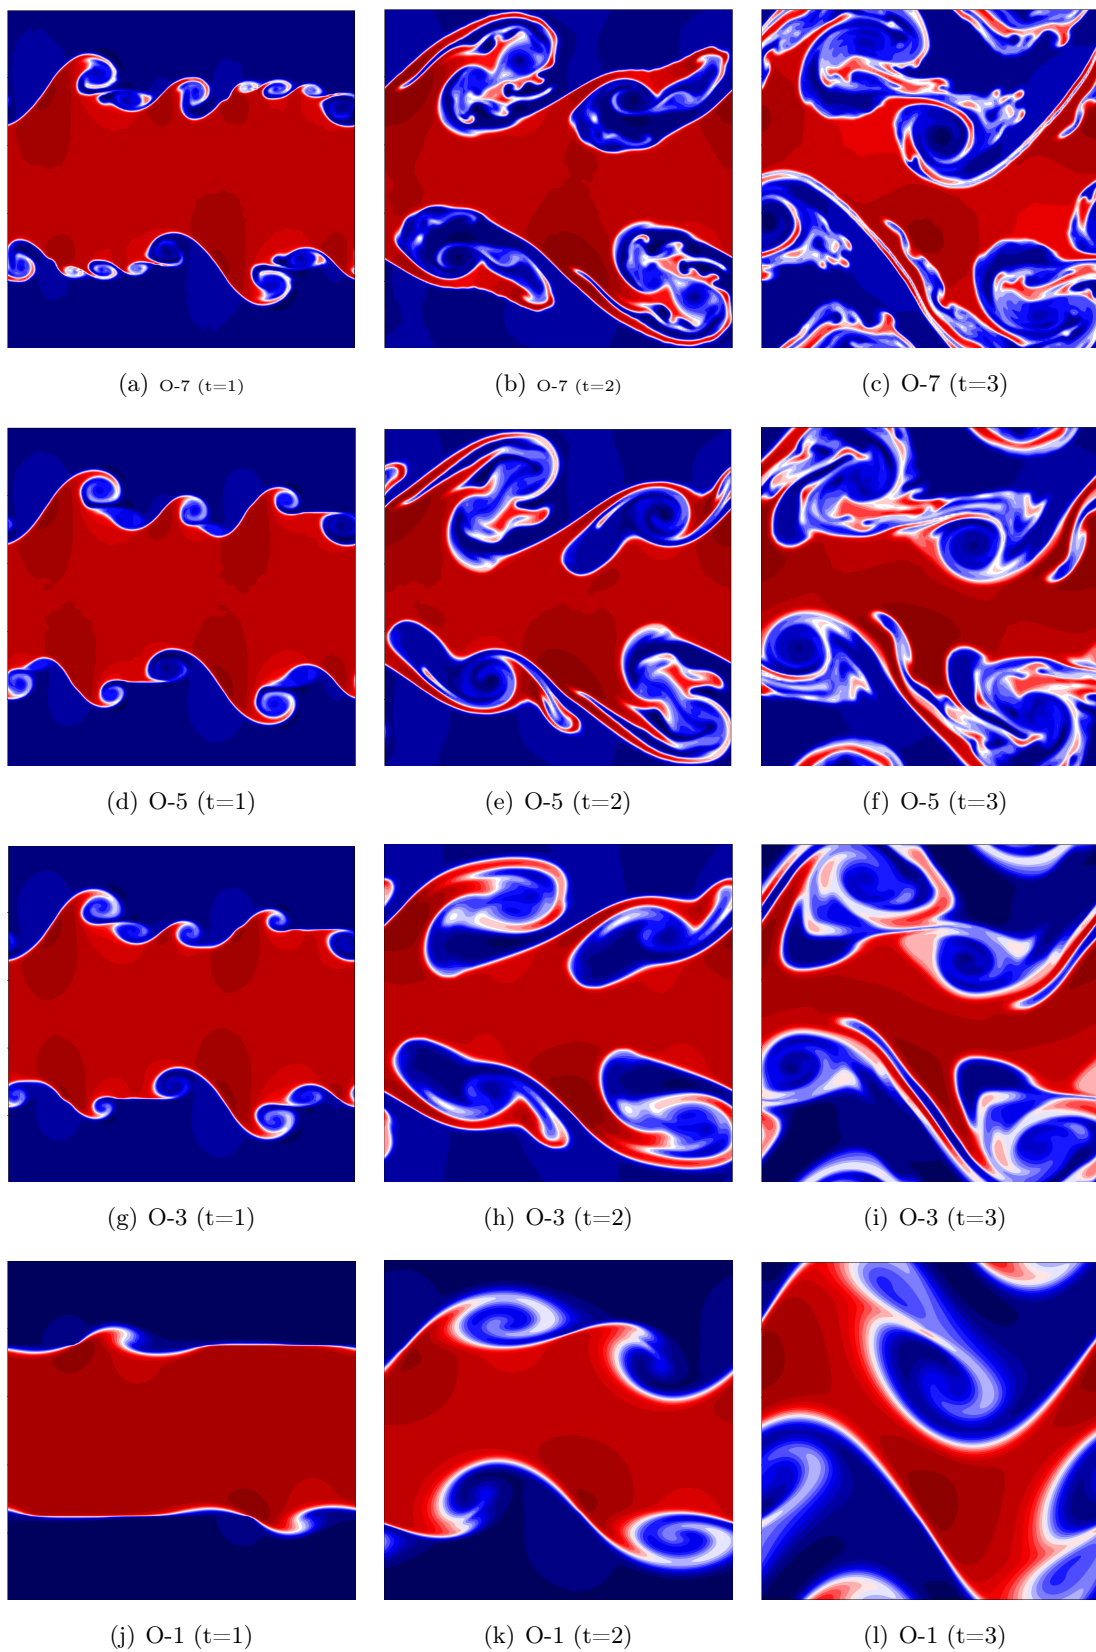 (a) O-7 (t=1) (b) O-7 (t=2) (c) O-7 (t=3)
(d) O-5 (t=1) (e) O-5 (t=2) (f) O-5 (t=3)
(g) O-3 (t=1) (h) O-3 (t=2) (i) O-3 (t=3)
(j) O-1 (t=1) (k) O-1 (t=2) (l) O-1 (t=3)